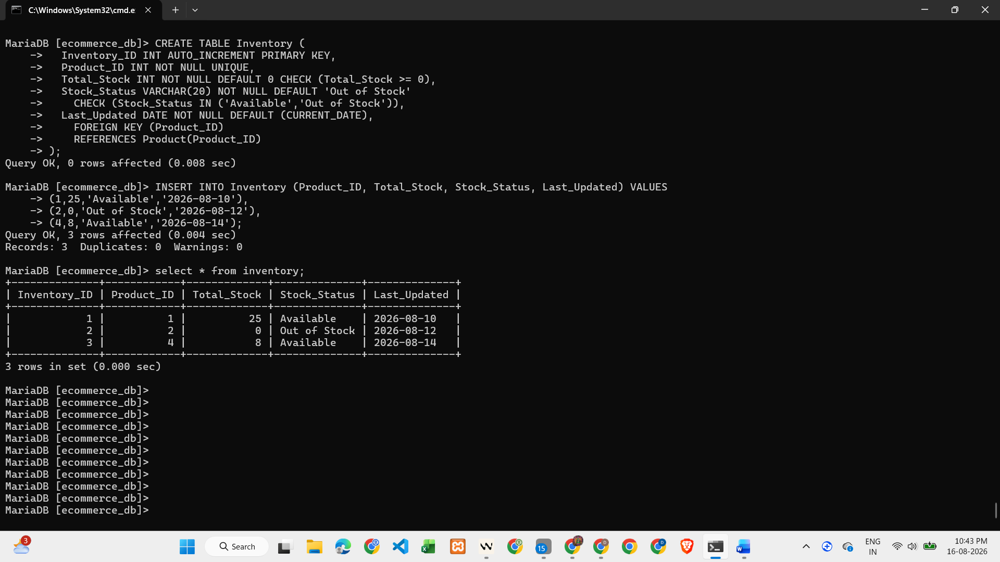 C:\Windows\System32\cmd.e
MariaDB [ecommerce_db]> CREATE TABLE Inventory (
    ->   Inventory_ID INT AUTO_INCREMENT PRIMARY KEY,
    ->   Product_ID INT NOT NULL UNIQUE,
    ->   Total_Stock INT NOT NULL DEFAULT 0 CHECK (Total_Stock >= 0),
    ->   Stock_Status VARCHAR(20) NOT NULL DEFAULT 'Out of Stock'
    ->     CHECK (Stock_Status IN ('Available','Out of Stock')),
    ->   Last_Updated DATE NOT NULL DEFAULT (CURRENT_DATE),
    ->     FOREIGN KEY (Product_ID)
    ->     REFERENCES Product(Product_ID)
    -> );
Query OK, 0 rows affected (0.008 sec)
MariaDB [ecommerce_db]> INSERT INTO Inventory (Product_ID, Total_Stock, Stock_Status, Last_Updated) VALUES
    -> (1,25,'Available','2026-08-10'),
    -> (2,0,'Out of Stock','2026-08-12'),
    -> (4,8,'Available','2026-08-14');
Query OK, 3 rows affected (0.004 sec)
Records: 3  Duplicates: 0  Warnings: 0
MariaDB [ecommerce_db]> select * from inventory;
+--------------+------------+-------------+--------------+--------------+
| Inventory_ID | Product_ID | Total_Stock | Stock_Status | Last_Updated |
+--------------+------------+-------------+--------------+--------------+
|            1 |          1 |          25 | Available    | 2026-08-10   |
|            2 |          2 |           0 | Out of Stock | 2026-08-12   |
|            3 |          4 |           8 | Available    | 2026-08-14   |
+--------------+------------+-------------+--------------+--------------+
3 rows in set (0.000 sec)
MariaDB [ecommerce_db]>
MariaDB [ecommerce_db]>
MariaDB [ecommerce_db]>
MariaDB [ecommerce_db]>
MariaDB [ecommerce_db]>
MariaDB [ecommerce_db]>
MariaDB [ecommerce_db]>
MariaDB [ecommerce_db]>
MariaDB [ecommerce_db]>
MariaDB [ecommerce_db]>
MariaDB [ecommerce_db]>
3
Search
15
D
D
ENG
IN
10:43 PM
16-08-2026